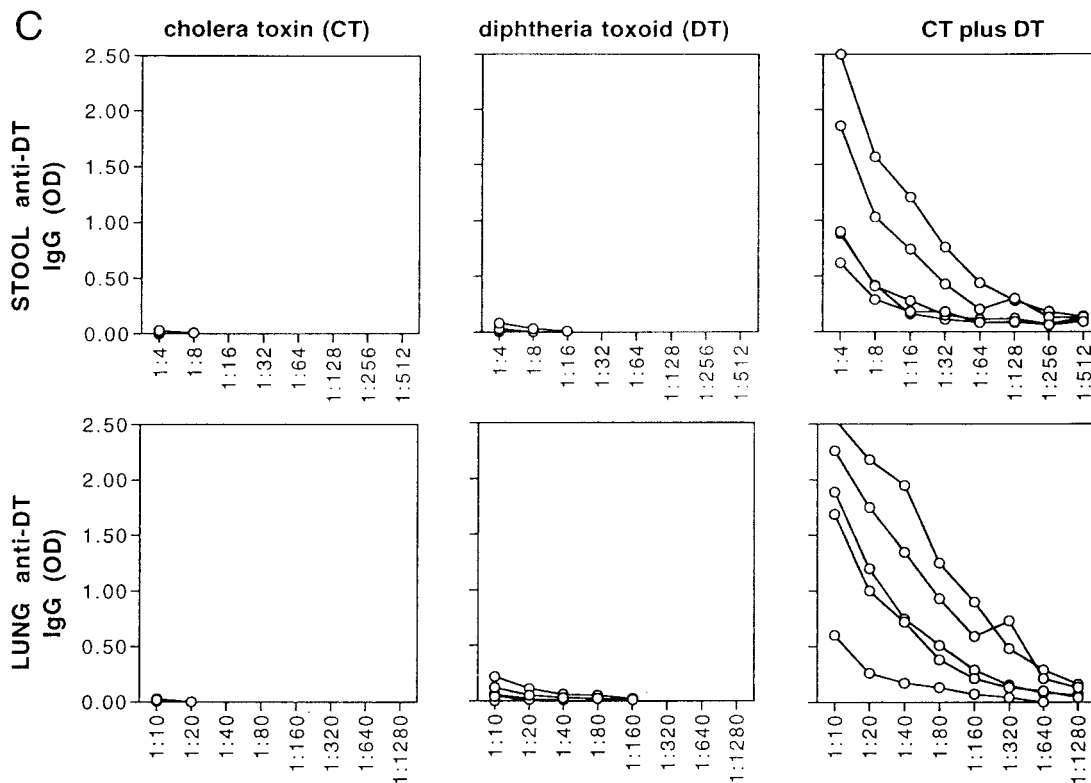 C
cholera toxin (CT)
diphtheria toxoid (DT)
CT plus DT
STOOL anti-DT
IgG (OD)
2.50
2.00
1.50
1.00
0.50
0.00
1:4 1:8 1:16 1:32 1:64 1:128 1:256 1:512
1:4 1:8 1:16 1:32 1:64 1:128 1:256 1:512
1:4 1:8 1:16 1:32 1:64 1:128 1:256 1:512
LUNG anti-DT
IgG (OD)
2.50
2.00
1.50
1.00
0.50
0.00
1:10 1:20 1:40 1:80 1:160 1:320 1:640 1:1280
1:10 1:20 1:40 1:80 1:160 1:320 1:640 1:1280
1:10 1:20 1:40 1:80 1:160 1:320 1:640 1:1280